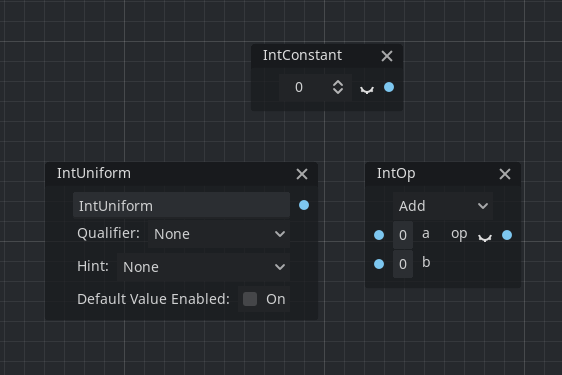 IntConstant
0
IntUniform
IntUniform
Qualifier: None
Hint: None
Default Value Enabled: On
IntOp
Add
0 a op
0 b